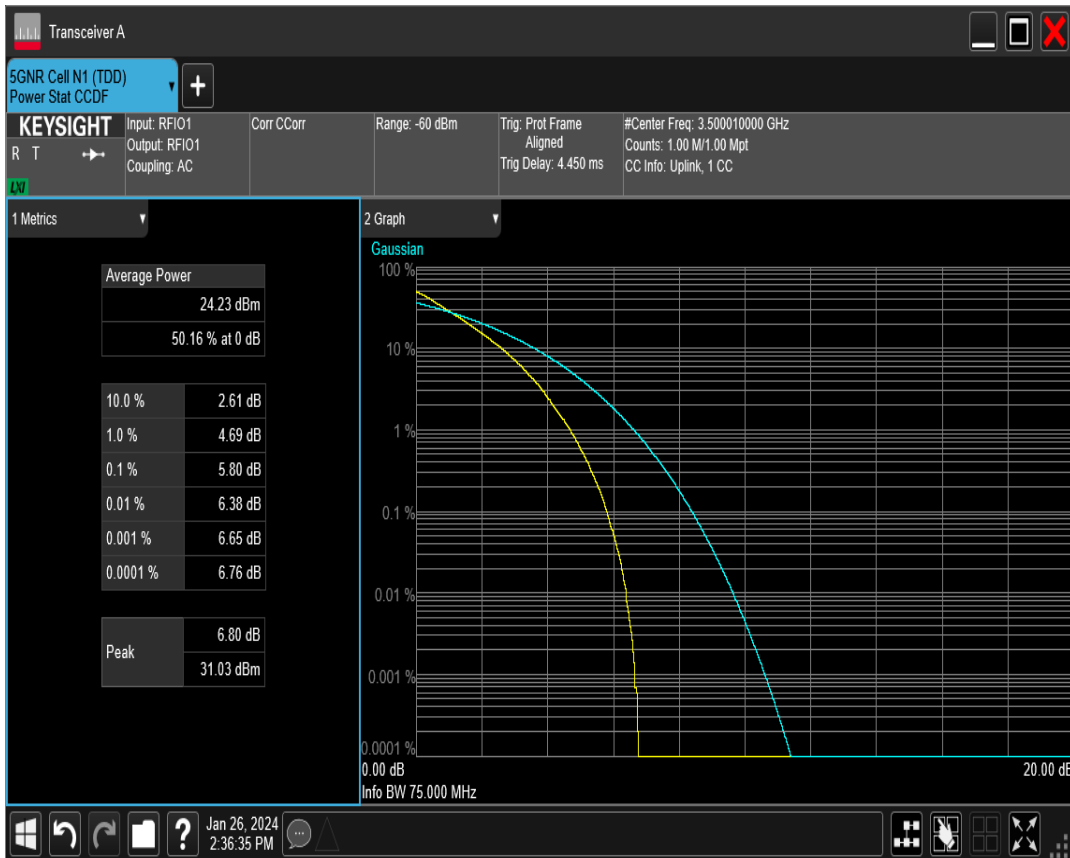 Transceiver A
5GNR Cell N1 (TDD)
Power Stat CCDF
KEYSIGHT
R T
LXI
Input: RFIO1
Output: RFIO1
Coupling: AC
Corr CCorr
Range: -60 dBm
Trig: Prot Frame
Aligned
Trig Delay: 4.450 ms
#Center Freq: 3.500010000 GHz
Counts: 1.00 M/1.00 Mpt
CC Info: Uplink, 1 CC
1 Metrics
Average Power
24.23 dBm
50.16 % at 0 dB
10.0 % 2.61 dB
1.0 % 4.69 dB
0.1 % 5.80 dB
0.01 % 6.38 dB
0.001 % 6.65 dB
0.0001 % 6.76 dB
Peak 6.80 dB
31.03 dBm
2 Graph
Gaussian
100 %
10 %
1 %
0.1 %
0.01 %
0.001 %
0.0001 %
0.00 dB 20.00 dB
Info BW 75.000 MHz
Jan 26, 2024
2:36:35 PM